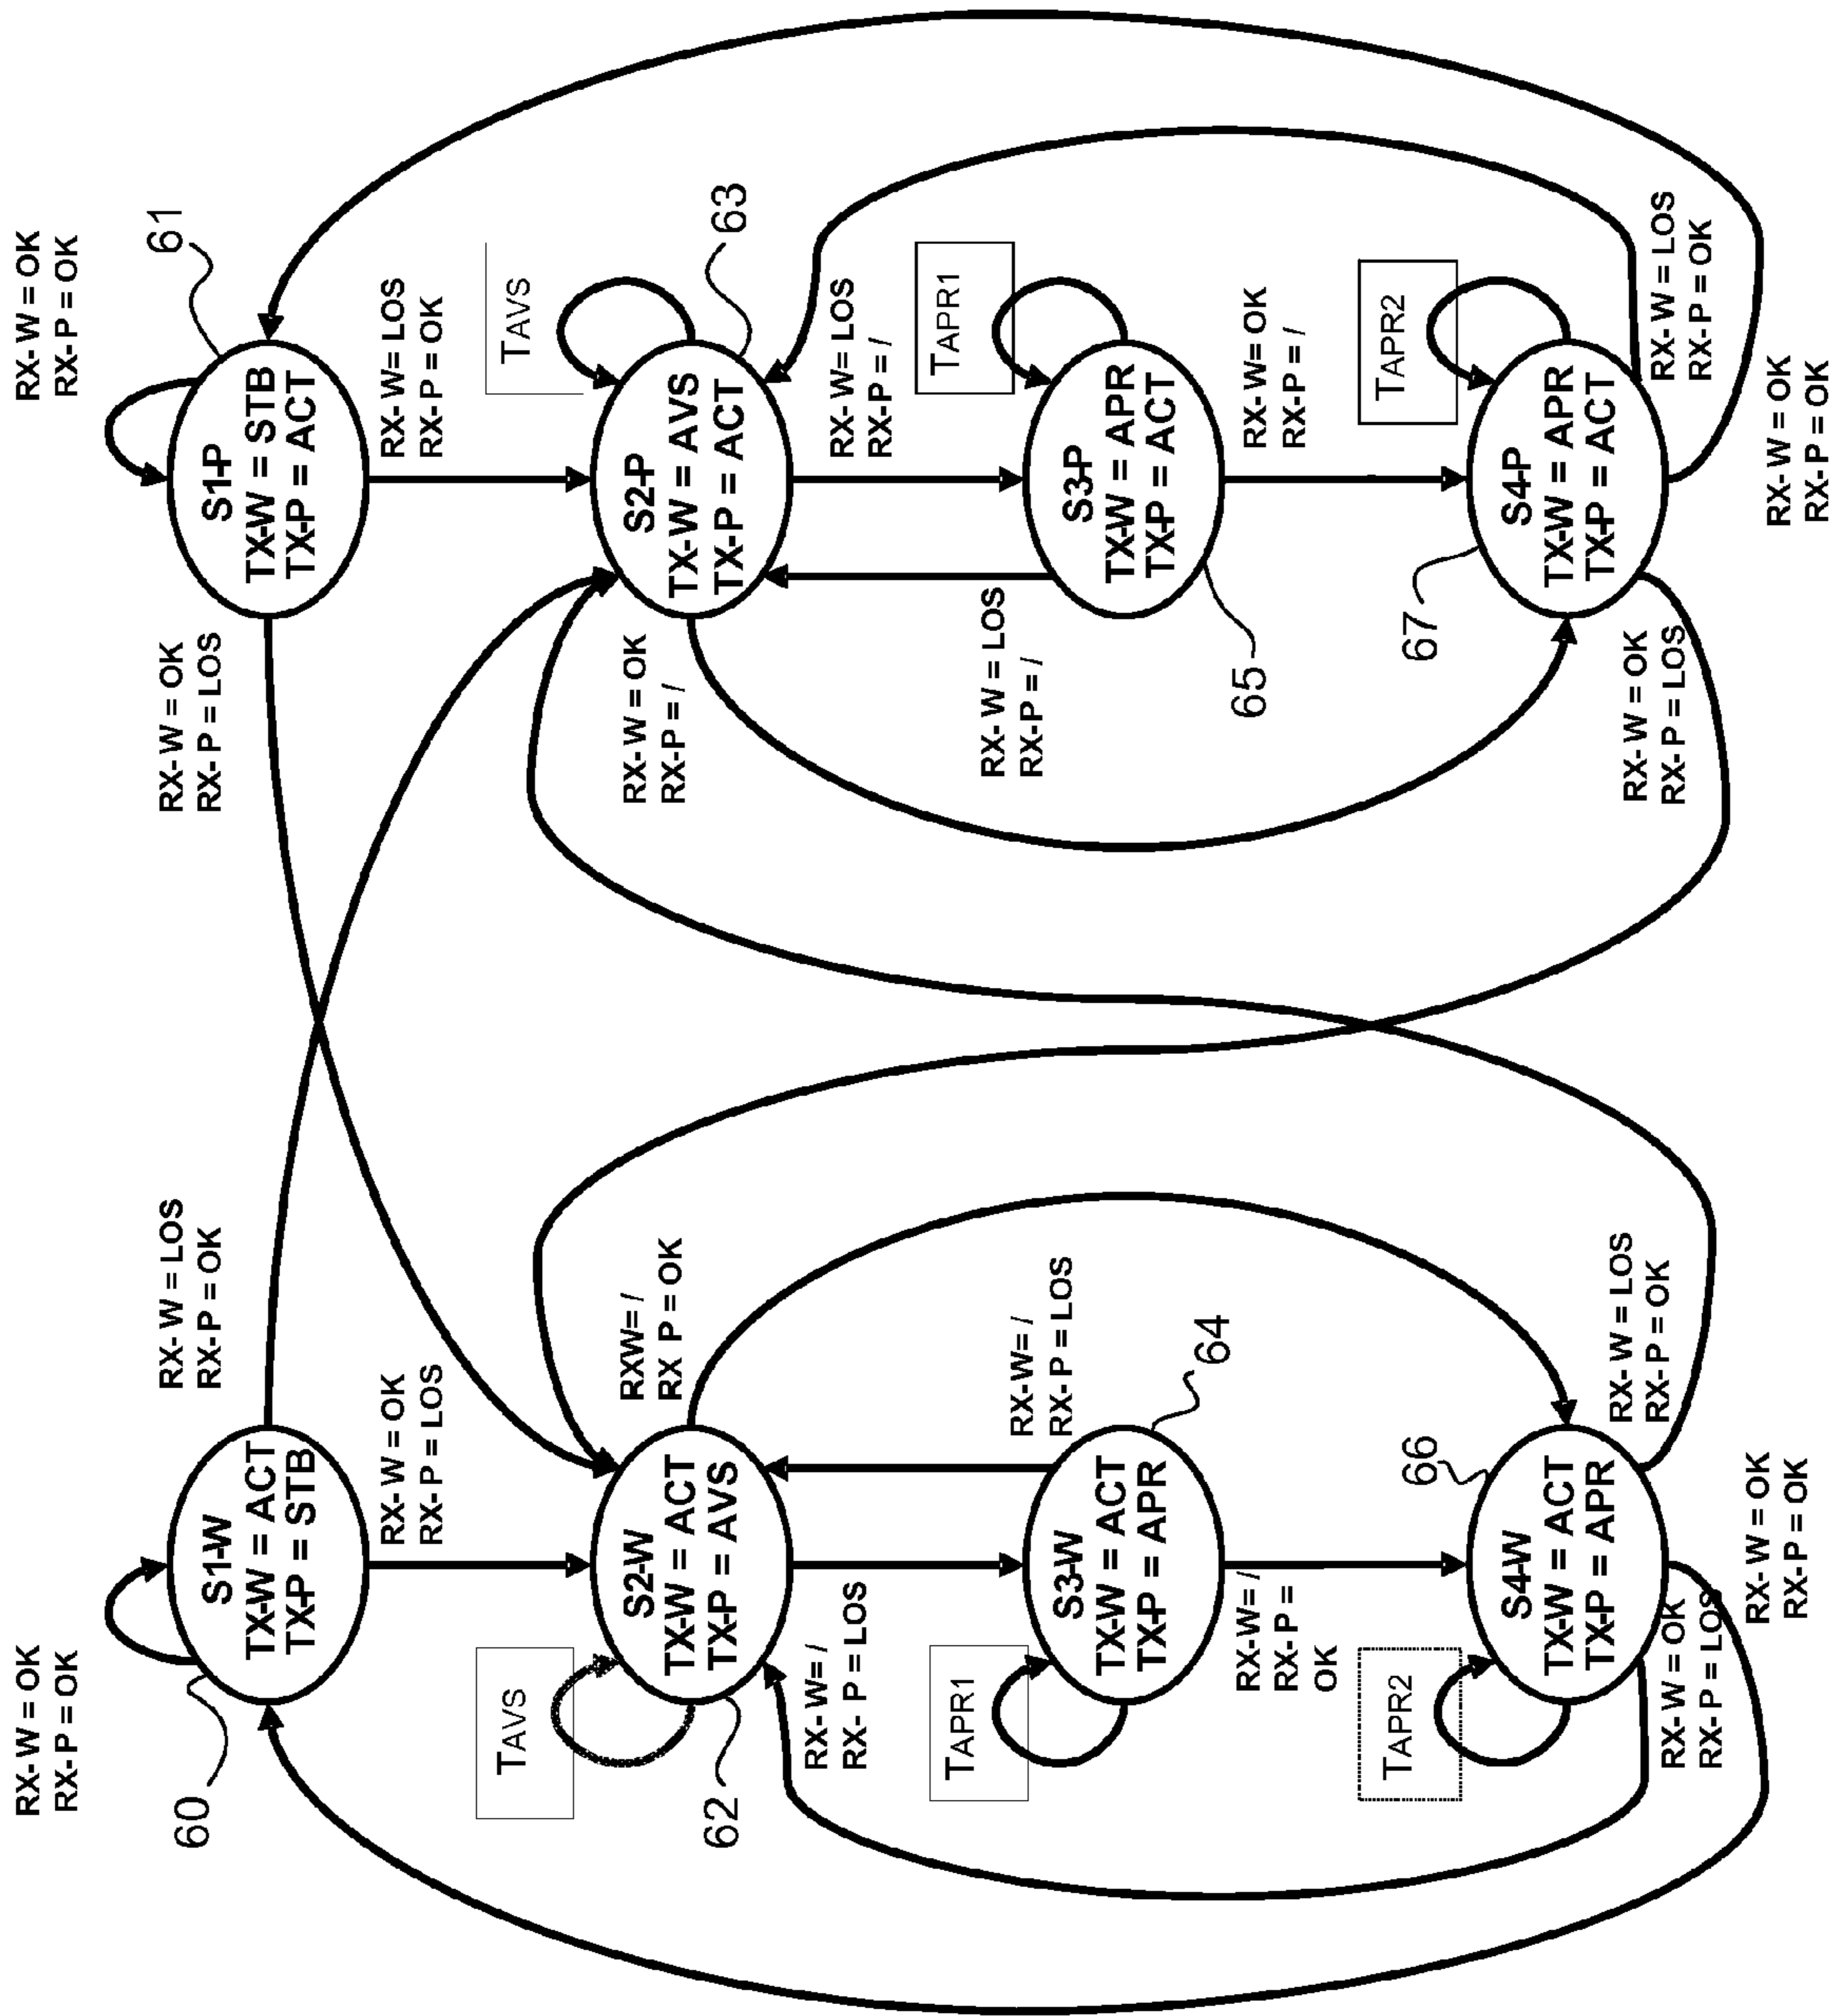 RX-W = OK
RX-P = OK
60
S1-W
TX-W = ACT
TX-P = STB
RX-W = LOS
RX-P = OK
RX-W = OK
RX-P = LOS
RX-W = OK
RX-P = OK
61
S1-P
TX-W = STB
TX-P = ACT
RX-W = OK
RX-P = LOS
RX-W = LOS
RX-P = OK
TAVS
62
S2-W
TX-W = ACT
TX-P = AVS
RXW= /
RX P = OK
RX-W= /
RX-P = LOS
TAVS
63
S2-P
TX-W = AVS
TX-P = ACT
RX-W = OK
RX-P = /
RX-W= LOS
RX-P = /
TAPR1
64
S3-W
TX-W = ACT
TX-P = APR
RX-W= /
RX-P = LOS
RX-W= /
RX-P =
OK
TAPR1
65
S3-P
TX-W = APR
TX-P = ACT
RX-W = LOS
RX-P = /
RX-W= OK
RX-P = /
TAPR2
66
S4-W
TX-W = ACT
TX-P = APR
RX-W = LOS
RX-P = OK
RX-W = OK
RX-P = LOS
RX-W = OK
RX-P = OK
TAPR2
67
S4-P
TX-W = APR
TX-P = ACT
RX-W = OK
RX-P = LOS
RX-W = LOS
RX-P = OK
RX-W = OK
RX-P = OK